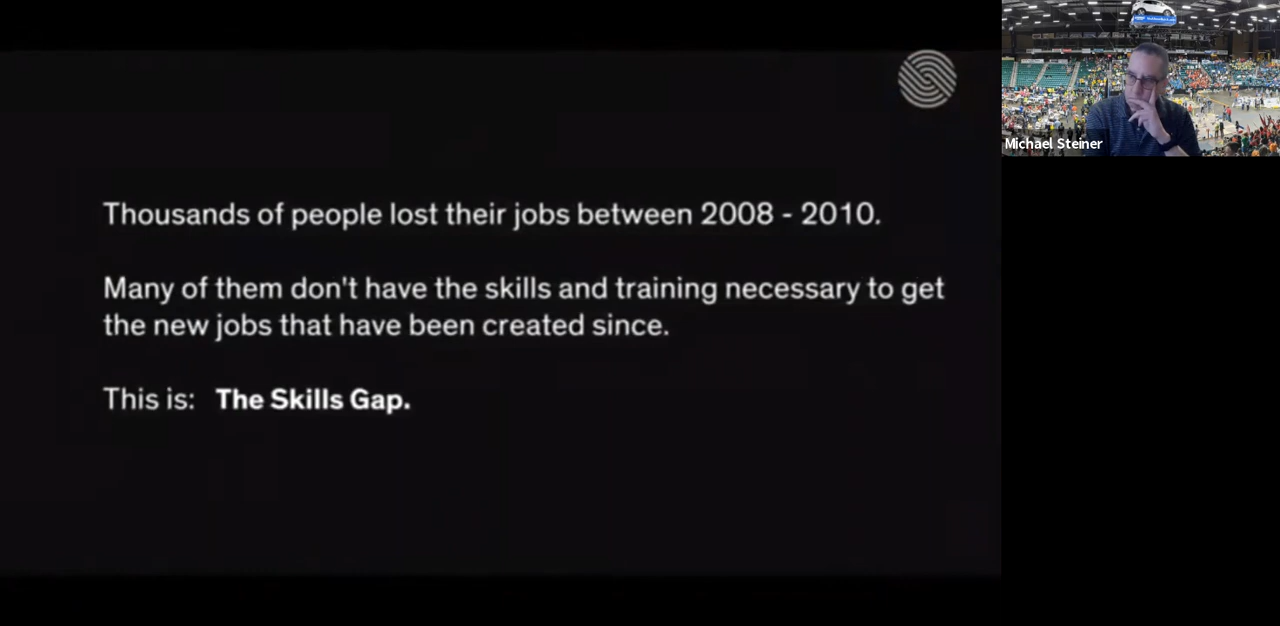 Thousands of people lost their jobs between 2008 - 2010.
Many of them don't have the skills and training necessary to get
the new jobs that have been created since.
This is: The Skills Gap.
Michael Steiner